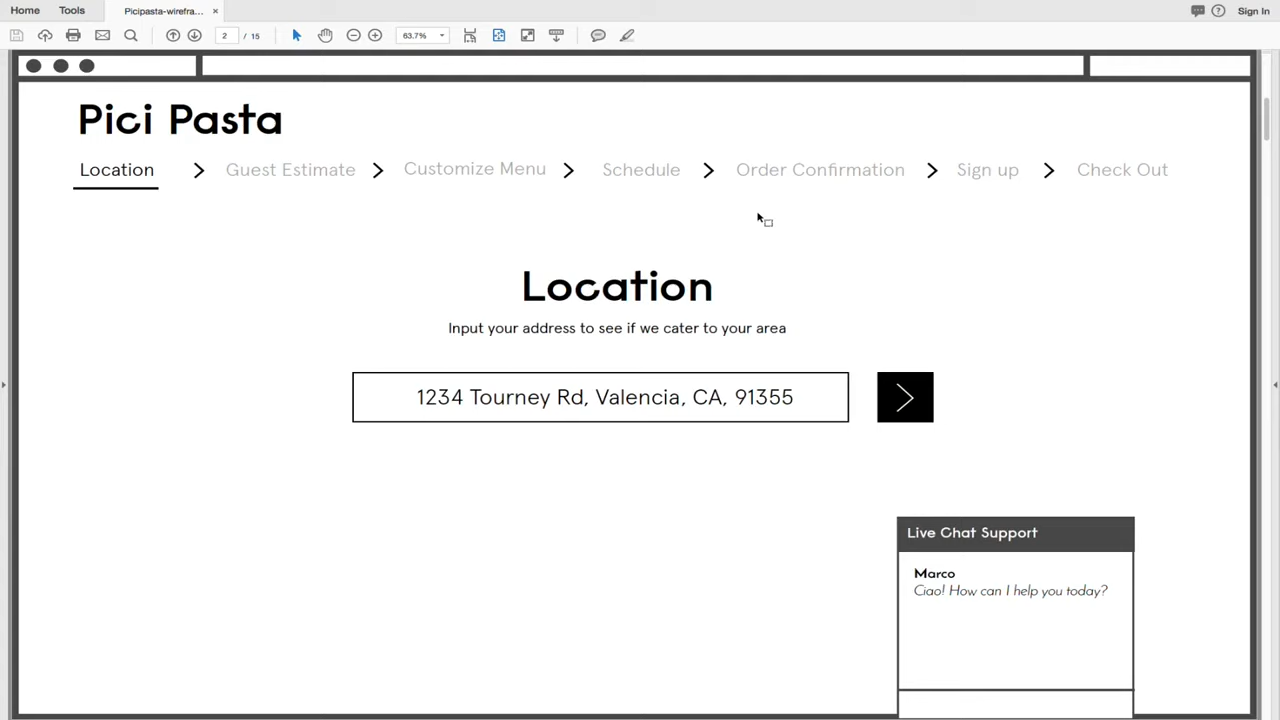 Home Tools Picipasta-wirefra... × Sign In
2 / 15 63.7%
Pici Pasta
Location Guest Estimate Customize Menu Schedule Order Confirmation Sign up Check Out
Location
Input your address to see if we cater to your area
1234 Tourney Rd, Valencia, CA, 91355
Live Chat Support
Marco
Ciao! How can I help you today?